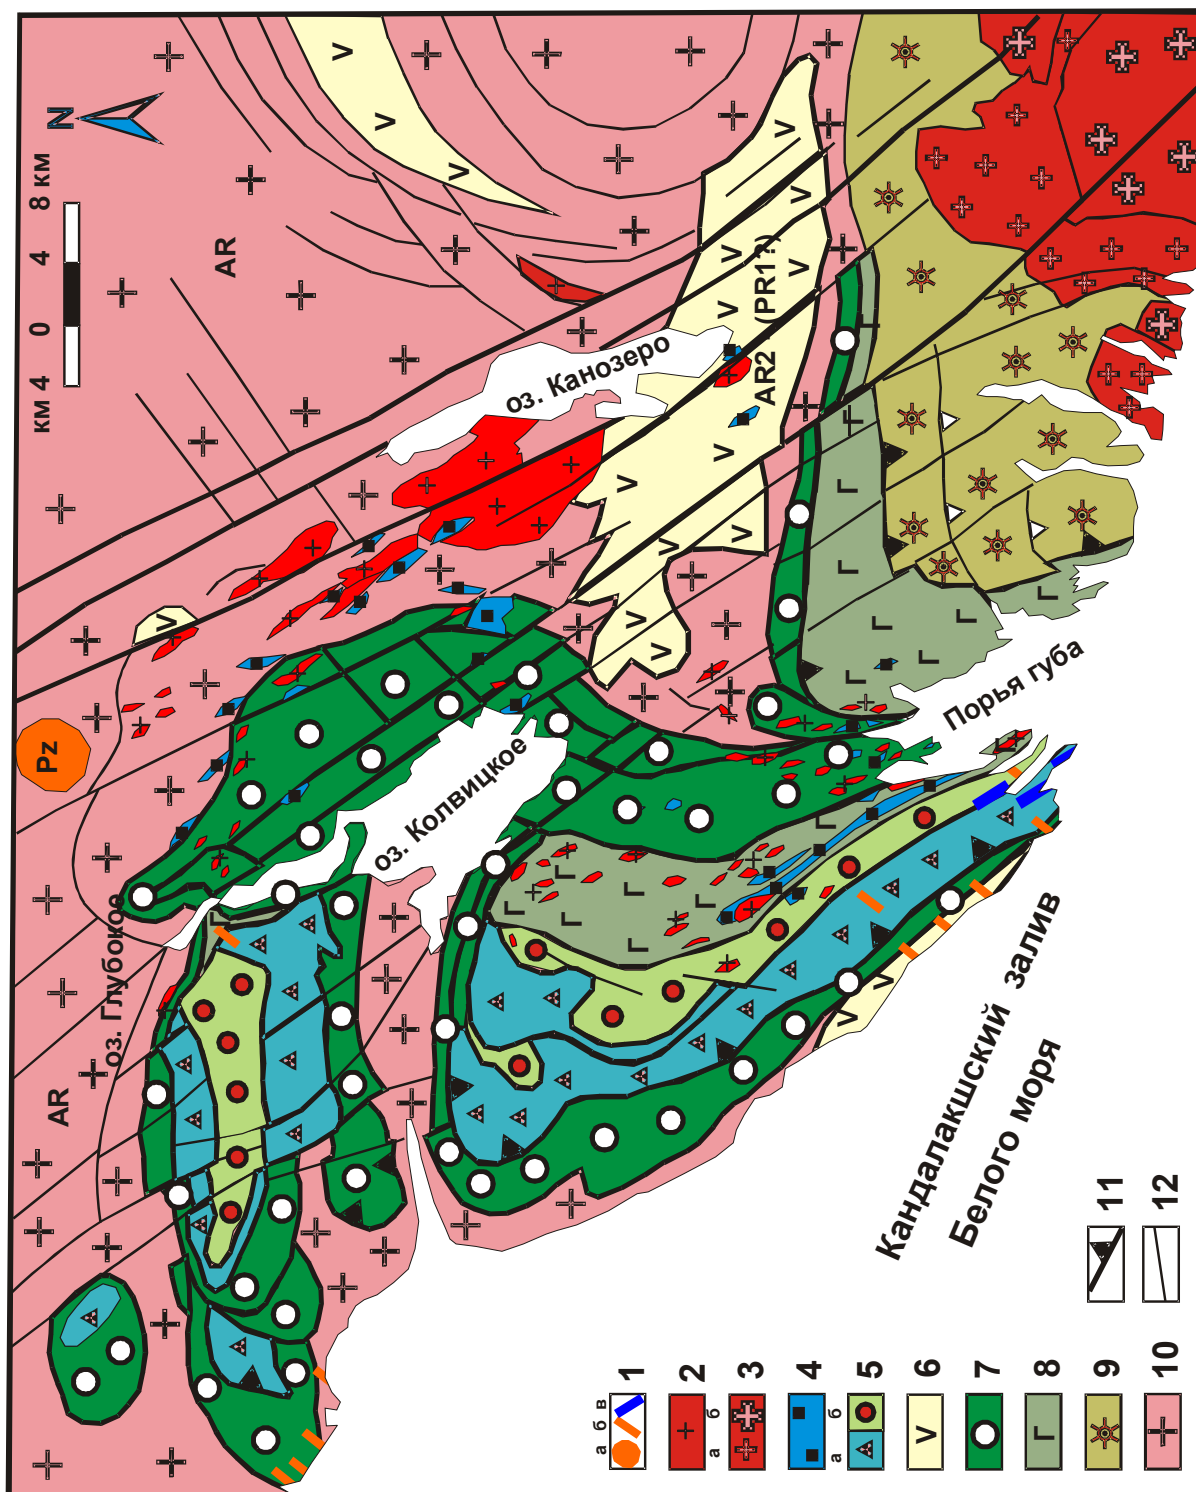 N
км 4 0 4 8 км
AR
V
V
V
Pz
оз. Канозеро
AR2 (PR1?)
оз. Колвицкое
оз. Глубокое
AR
Порья губа
Кандалакшский залив
Белого моря
а б в
1
2
а б
3
4
а б
5
V 6
7
Г 8
9
10
11
12